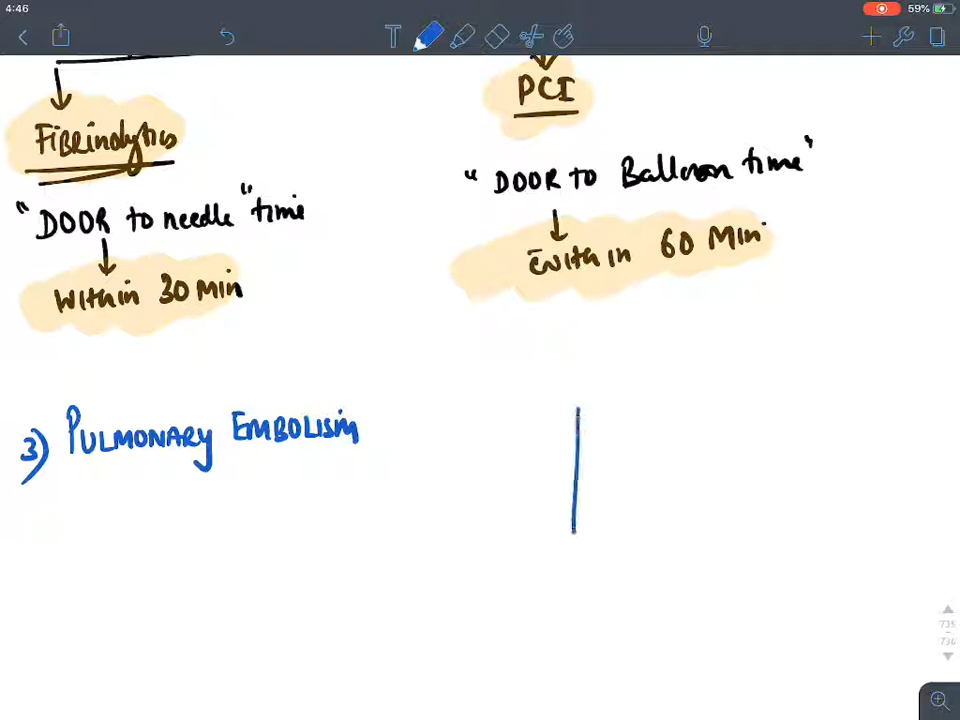 4:46
59%
T
Fibrinolytics
"DOOR to needle" time
Within 30 Min
PCI
"DOOR to Balloon time"
Within 60 Min
3) PULMONARY EMBOLISM